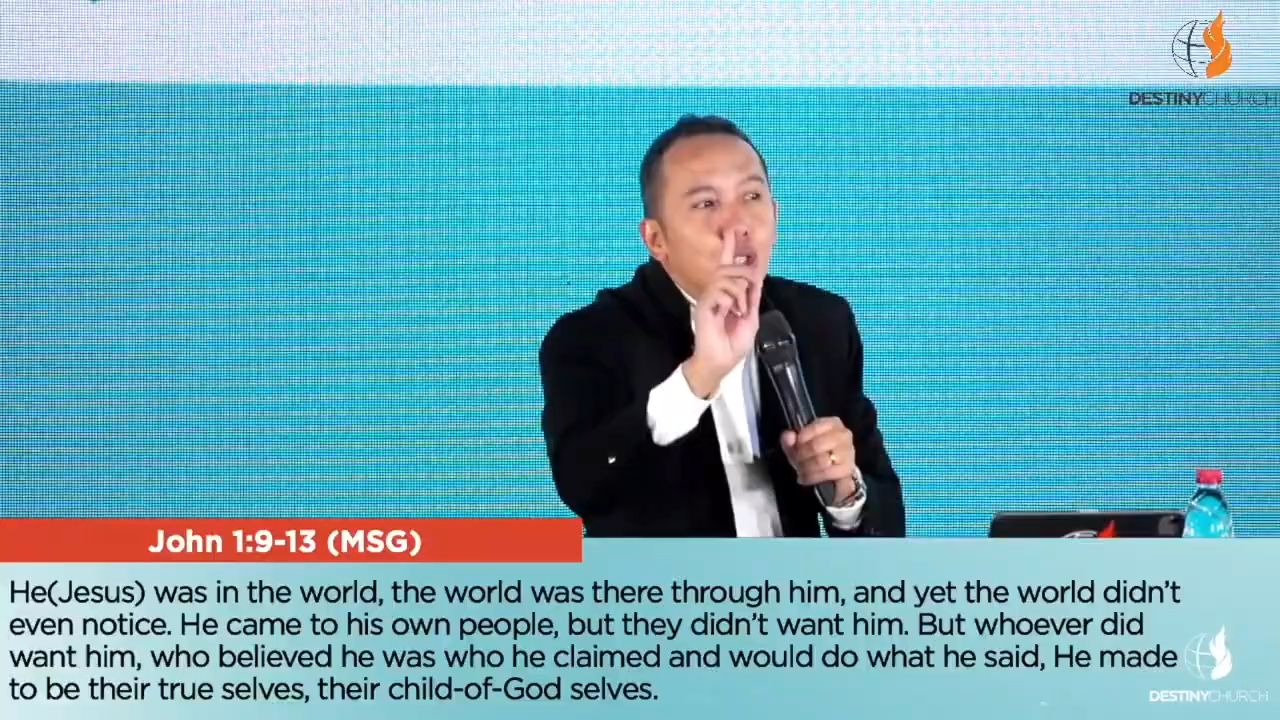 DESTINYCHURCH
John 1:9-13 (MSG)
He(Jesus) was in the world, the world was there through him, and yet the world didn't
even notice. He came to his own people, but they didn't want him. But whoever did
want him, who believed he was who he claimed and would do what he said, He made
to be their true selves, their child-of-God selves.
DESTINYCHURCH